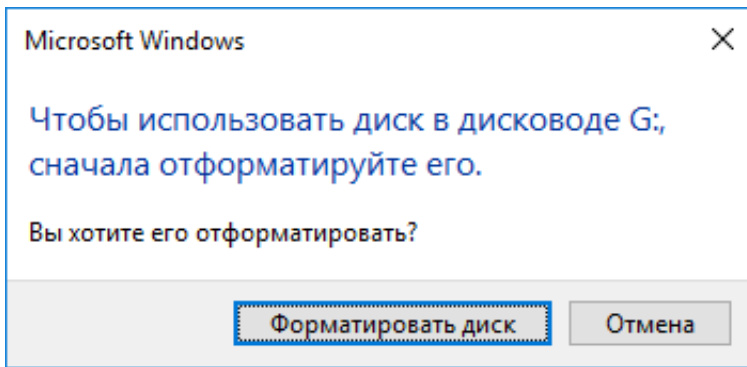 Microsoft Windows
Чтобы использовать диск в дисководе G:,
сначала отформатируйте его.
Вы хотите его отформатировать?
Форматировать диск
Отмена